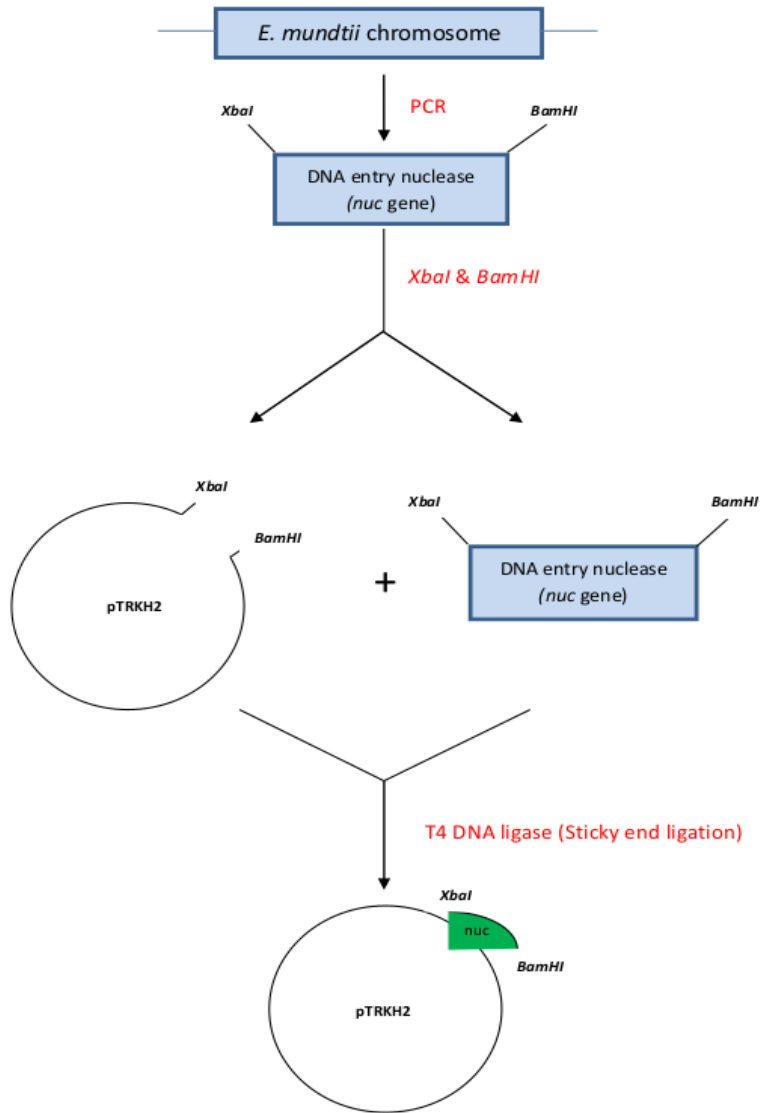 E. mundtii chromosome
PCR
XbaI
BamHI
DNA entry nuclease
(nuc gene)
XbaI & BamHI
XbaI
BamHI
pTRKH2
+
XbaI
BamHI
DNA entry nuclease
(nuc gene)
T4 DNA ligase (Sticky end ligation)
XbaI
nuc
BamHI
pTRKH2